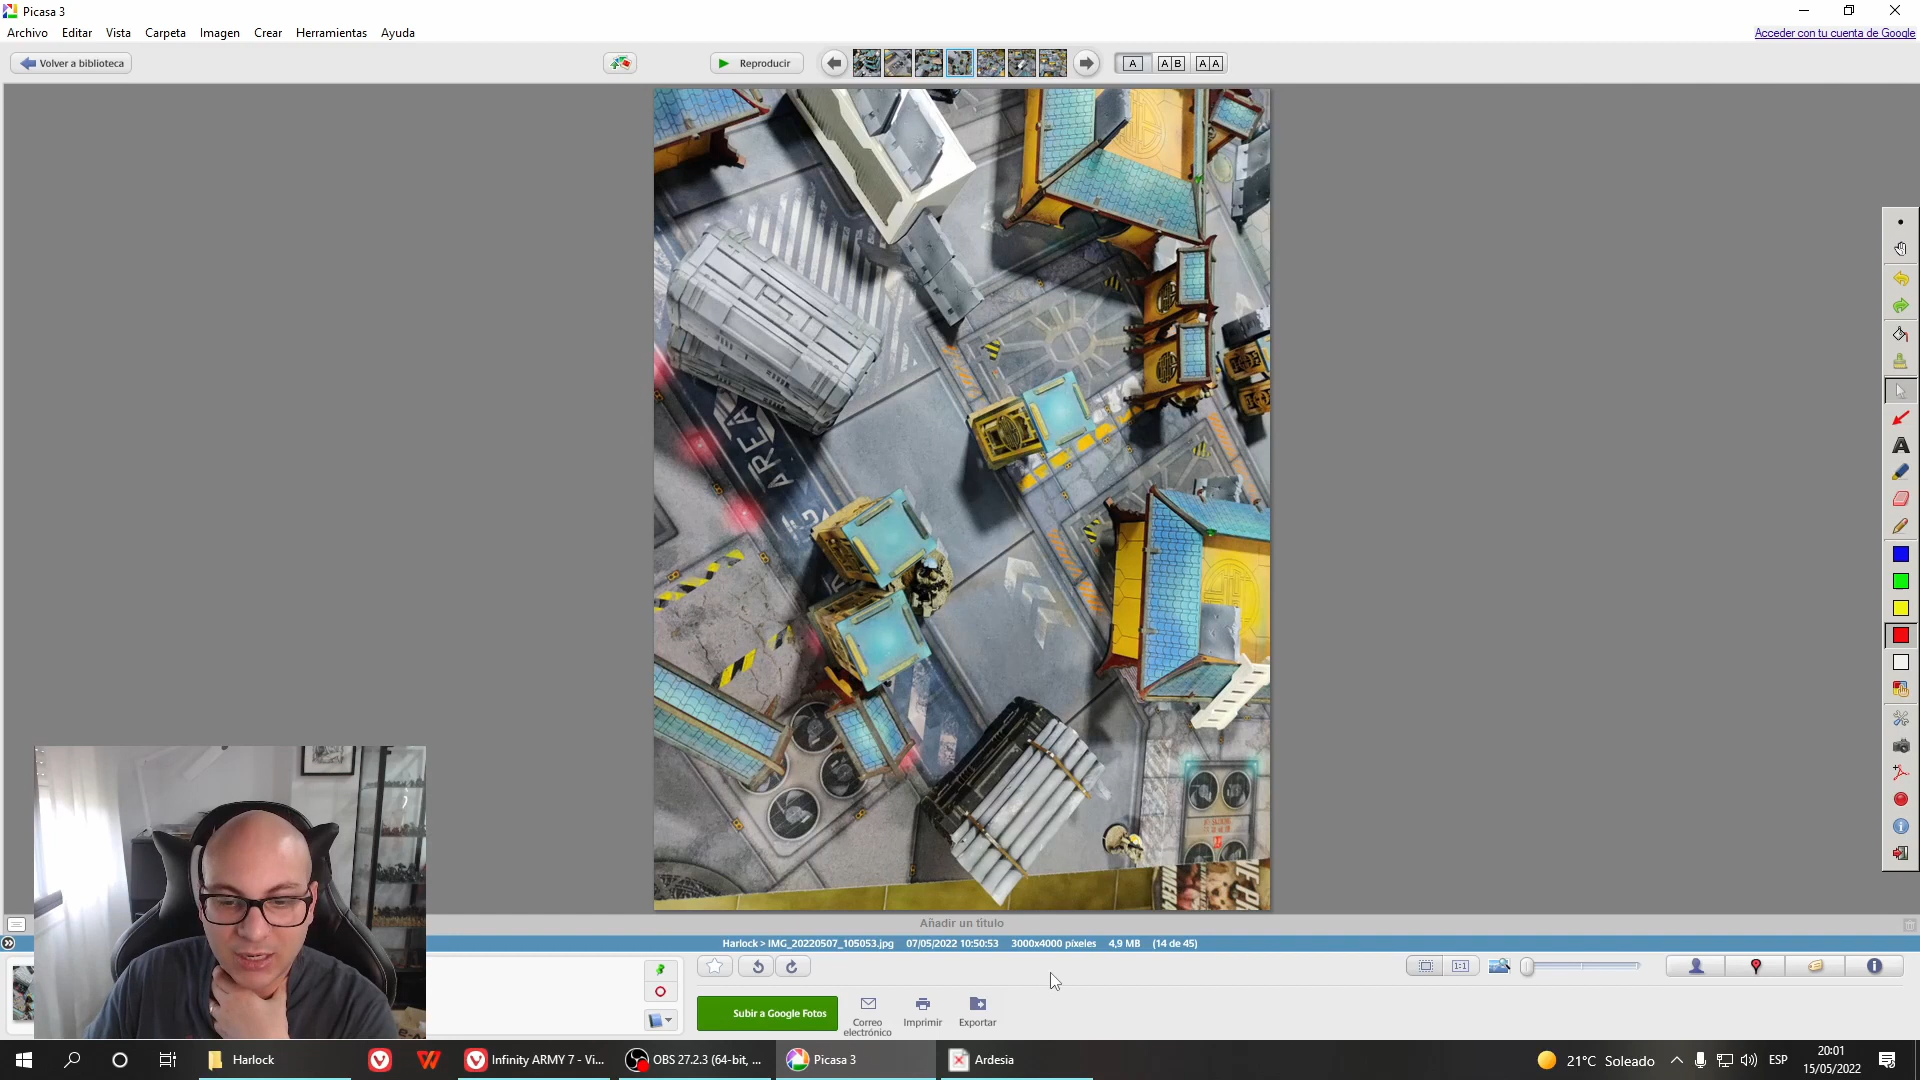 Picasa 3
Archivo Editar Vista Carpeta Imagen Crear Herramientas Ayuda
Acceder con tu cuenta de Google
Volver a biblioteca
Reproducir
A
A B
A A
AREA
Añadir un título
Harlock > IMG_20220507_105053.jpg 07/05/2022 10:50:53 3000x4000 píxeles 4,9 MB (14 de 45)
1:1
Subir a Google Fotos
Correo electrónico
Imprimir
Exportar
Harlock
Infinity ARMY 7 - Vi...
OBS 27.2.3 (64-bit, ...
Picasa 3
Ardesia
21°C Soleado
ESP
20:01
15/05/2022